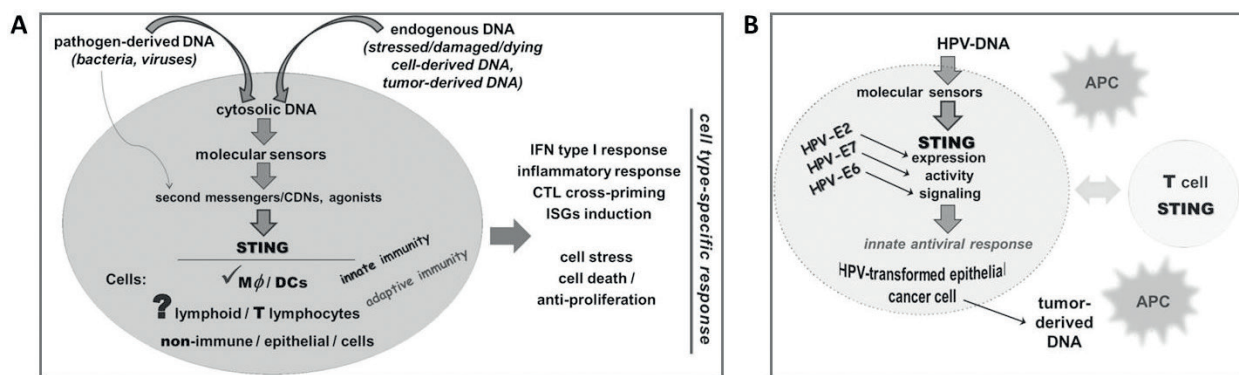 A
pathogen-derived DNA
(bacteria, viruses)
endogenous DNA
(stressed/damaged/dying
cell-derived DNA,
tumor-derived DNA)
cytosolic DNA
molecular sensors
second messengers/CDNs, agonists
STING
Cells:
✓Mϕ/DCs
? lymphoid / T lymphocytes
non-immune / epithelial / cells
innate immunity
adaptive immunity
IFN type I response
inflammatory response
CTL cross-priming
ISGs induction
cell stress
cell death /
anti-proliferation
cell type-specific response
B
HPV-DNA
molecular sensors
STING
expression
activity
signaling
HPV-E2
HPV-E7
HPV-E6
innate antiviral response
HPV-transformed epithelial
cancer cell
tumor-
derived
DNA
APC
T cell
STING
APC